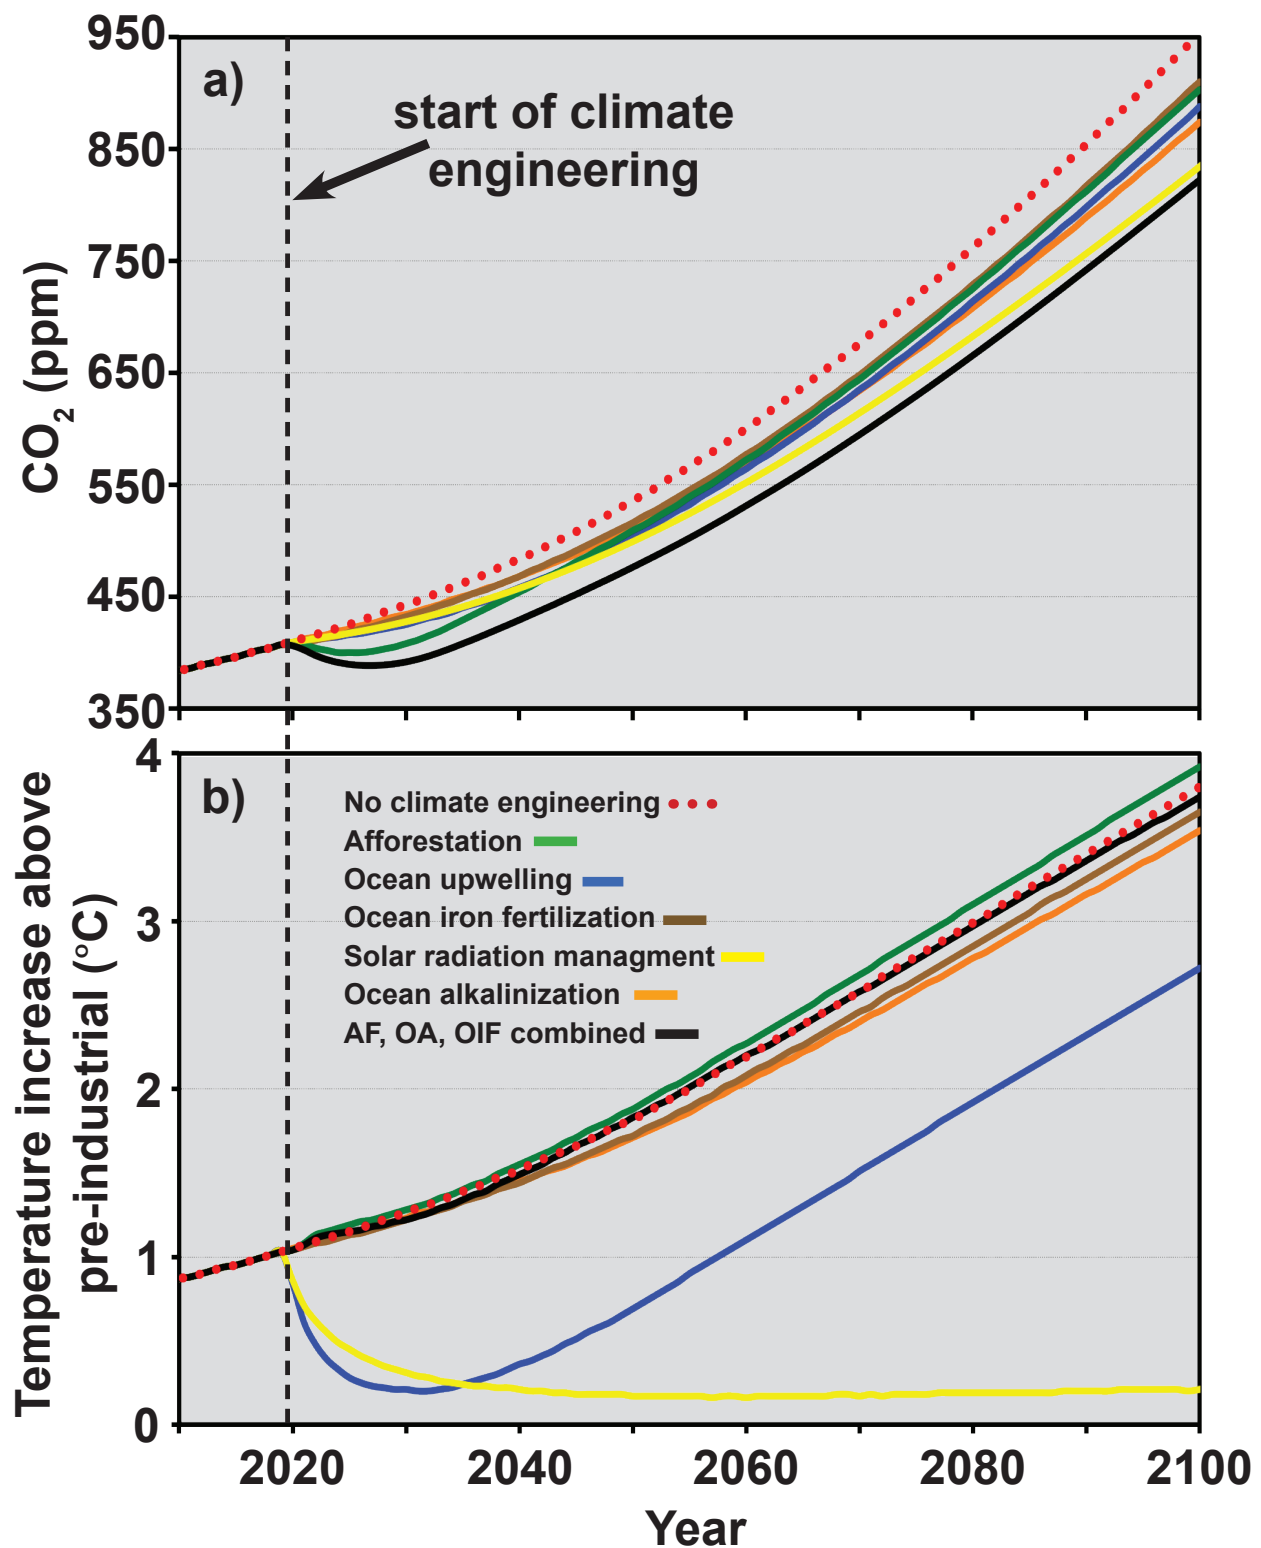 950
a)
start of climate
engineering
850
750
650
550
450
350
CO2 (ppm)
4
b)
No climate engineering
Afforestation
Ocean upwelling
Ocean iron fertilization
Solar radiation managment
Ocean alkalinization
AF, OA, OIF combined
3
2
1
0
Temperature increase above
pre-industrial (°C)
2020 2040 2060 2080 2100
Year